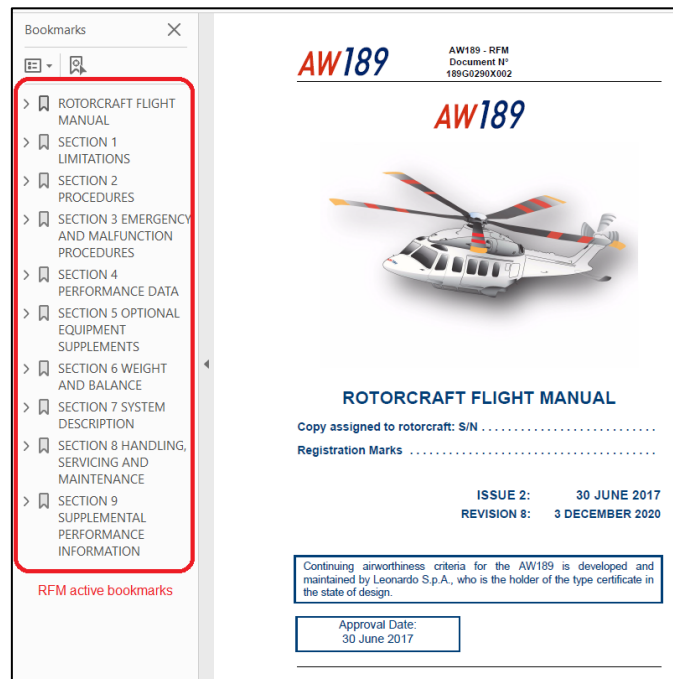 Bookmarks
ROTORCRAFT FLIGHT
MANUAL
SECTION 1
LIMITATIONS
SECTION 2
PROCEDURES
SECTION 3 EMERGENCY
AND MALFUNCTION
PROCEDURES
SECTION 4
PERFORMANCE DATA
SECTION 5 OPTIONAL
EQUIPMENT
SUPPLEMENTS
SECTION 6 WEIGHT
AND BALANCE
SECTION 7 SYSTEM
DESCRIPTION
SECTION 8 HANDLING,
SERVICING AND
MAINTENANCE
SECTION 9
SUPPLEMENTAL
PERFORMANCE
INFORMATION
RFM active bookmarks
AW189
AW189 - RFM
Document N°
189G0290X002
AW189
ROTORCRAFT FLIGHT MANUAL
Copy assigned to rotorcraft: S/N . . . . . . . . . . . . . . . . . . . . . . . . . . .
Registration Marks . . . . . . . . . . . . . . . . . . . . . . . . . . . . . . . . . . . . . .
ISSUE 2: 30 JUNE 2017
REVISION 8: 3 DECEMBER 2020
Continuing airworthiness criteria for the AW189 is developed and
maintained by Leonardo S.p.A., who is the holder of the type certificate in
the state of design.
Approval Date:
30 June 2017